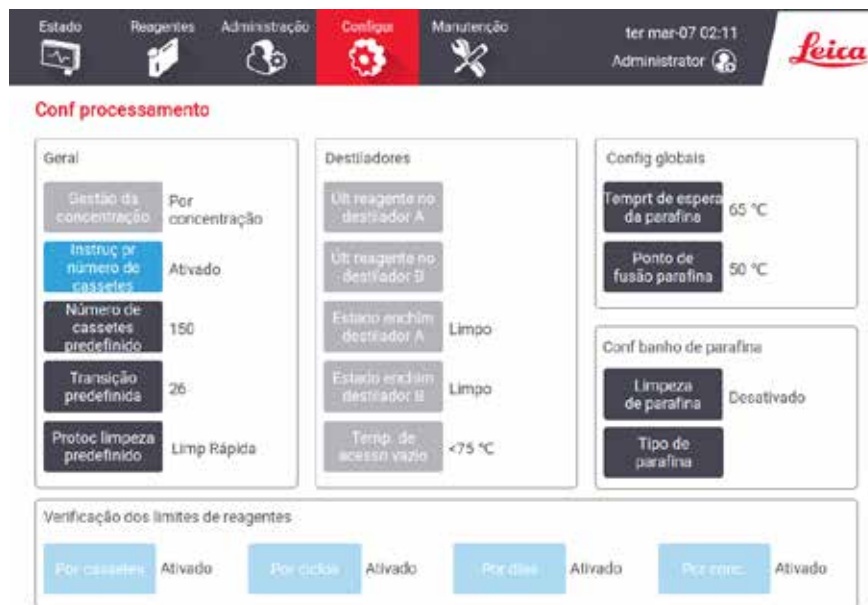 Estado Reagentes Administração Configur Manutenção
ter mar-07 02:11
Administrator
Leica
Conf processamento
Geral
Gestão da
concentração
Por
concentração
Instruç pr
número de
cassetes
Ativado
Número de
cassetes
predefinido
150
Transição
predefinida
26
Protoc limpeza
predefinido
Limp Rápida
Destiladores
Últ reagente no
destilador A
Últ reagente no
destilador B
Estado enchim
destilador A
Limpo
Estado enchim
destilador B
Limpo
Temp. de
acesso vazio
<75 °C
Config globais
Temprt de espera
da parafina
65 °C
Ponto de
fusão parafina
50 °C
Conf banho de parafina
Limpeza
de parafina
Desativado
Tipo de
parafina
Verificação dos limites de reagentes
Por cassetes Ativado Por ciclos Ativado Por dias Ativado Por conc. Ativado